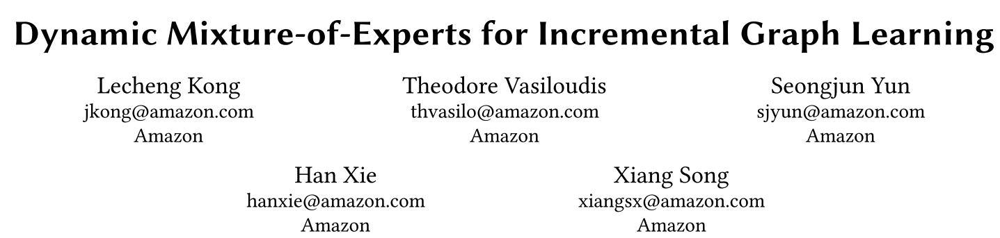 Dynamic Mixture-of-Experts for Incremental Graph Learning
Lecheng Kong
jkong@amazon.com
Amazon
Theodore Vasiloudis
thvasilo@amazon.com
Amazon
Seongjun Yun
sjyun@amazon.com
Amazon
Han Xie
hanxie@amazon.com
Amazon
Xiang Song
xiangsx@amazon.com
Amazon